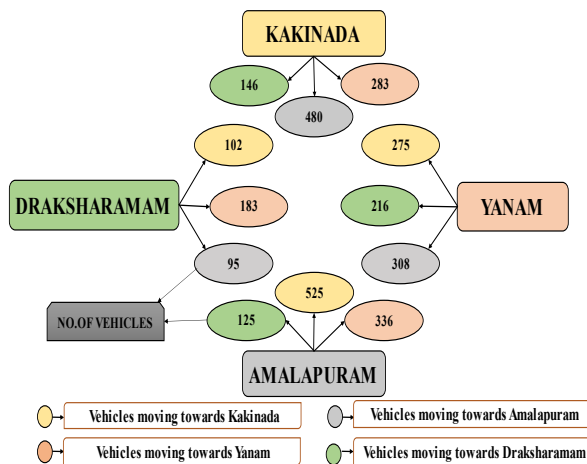 KAKINADA
146
480
283
102
275
DRAKSHARAMAM
183
216
YANAM
95
308
525
NO.OF VEHICLES
125
336
AMALAPURAM
Vehicles moving towards Kakinada
Vehicles moving towards Amalapuram
Vehicles moving towards Yanam
Vehicles moving towards Draksharamam